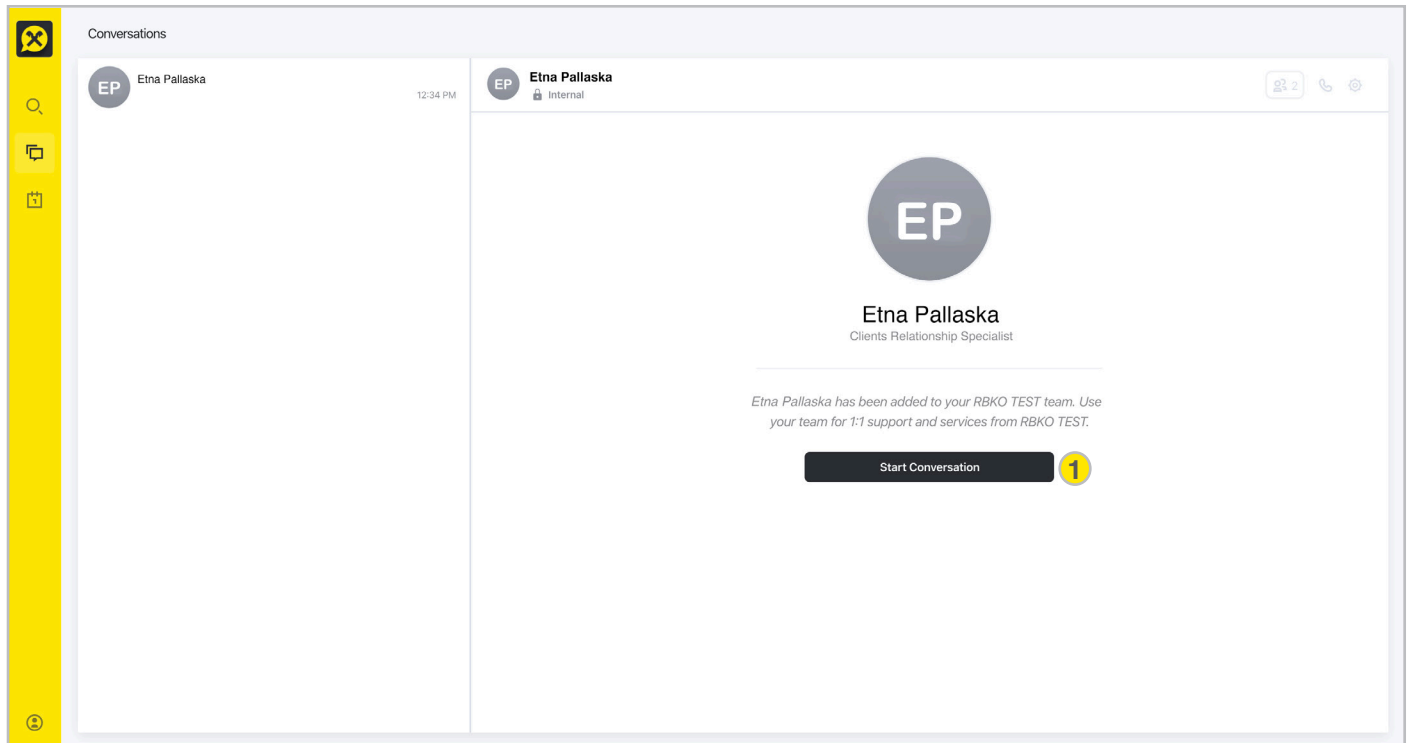 Conversations
EP
Etna Pallaska
12:34 PM
EP
Etna Pallaska
Internal
2
1
EP
Etna Pallaska
Clients Relationship Specialist
Etna Pallaska has been added to your RBKO TEST team. Use
your team for 1:1 support and services from RBKO TEST.
Start Conversation
1